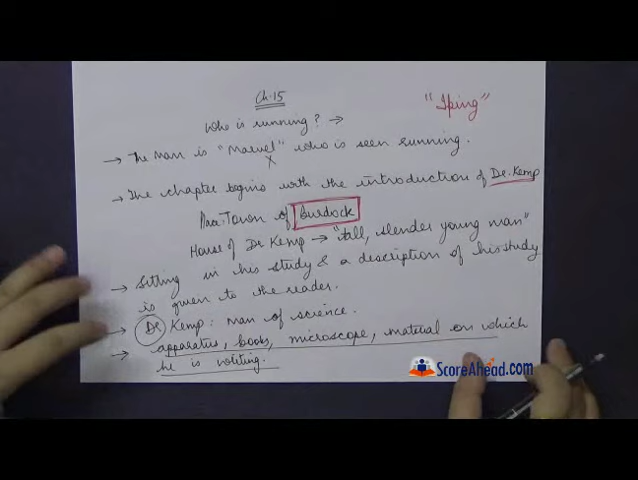 Ch.15
"Iping"
Who is running? →
→ The man is "Marvel" who is seen running.
X
→ The chapter begins with the introduction of Dr. Kemp
Town of Burdock
House of Dr Kemp → "tall, slender young man"
→ Sitting in his study & a description of his study
is given to the reader.
→ Dr Kemp: Man of science.
→ apparatus, books, microscope, material on which
he is writing.
ScoreAhead.com